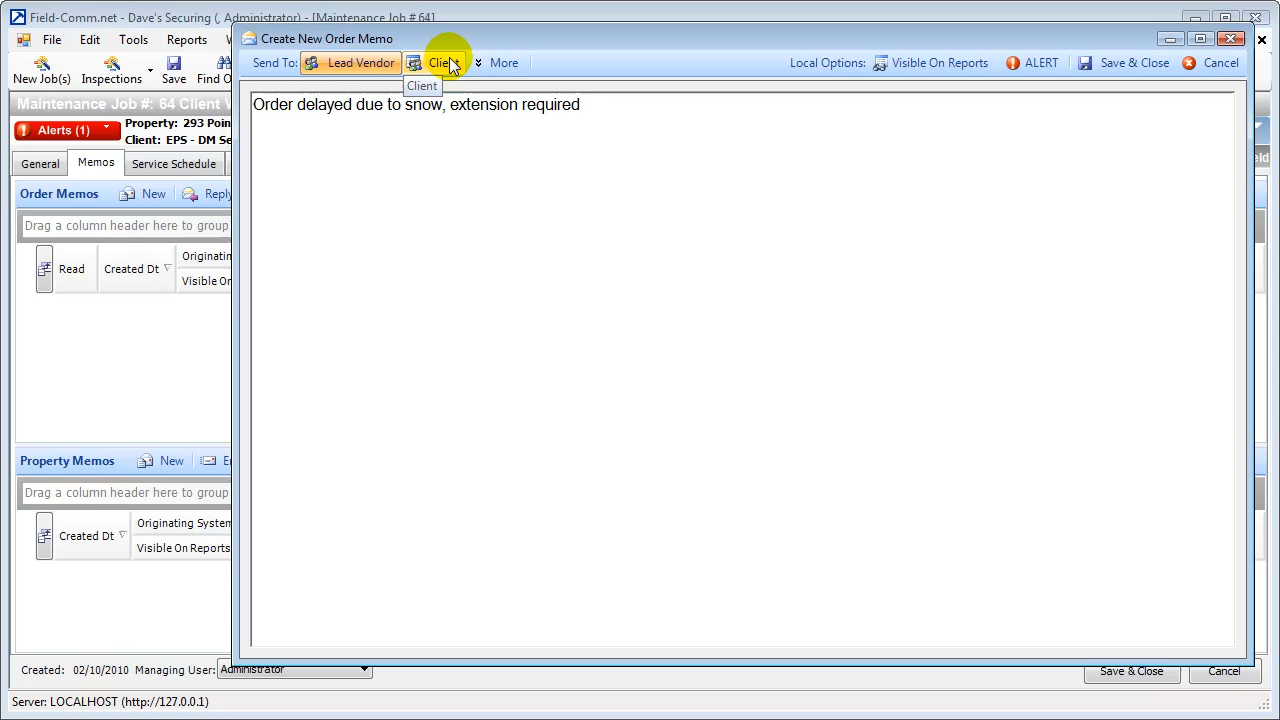 Field-Comm.net - Dave's Securing (, Administrator) - [Maintenance Job # 64]
File Edit Tools Reports
New Job(s) Inspections Save Find O
Maintenance Job #: 64 Client
Alerts (1)
Property: 293 Poin
Client: EPS - DM Se
General Memos Service Schedule
Order Memos New Reply
Drag a column header here to group
Read Created Dt Originating
Visible On
Property Memos New
Drag a column header here to group
Created Dt Originating System
Visible On Reports
Create New Order Memo
Send To: Lead Vendor Client More Local Options: Visible On Reports ALERT Save & Close Cancel
Client
Order delayed due to snow, extension required
Created: 02/10/2010 Managing User: Administrator Save & Close Cancel
Server: LOCALHOST (http://127.0.0.1)